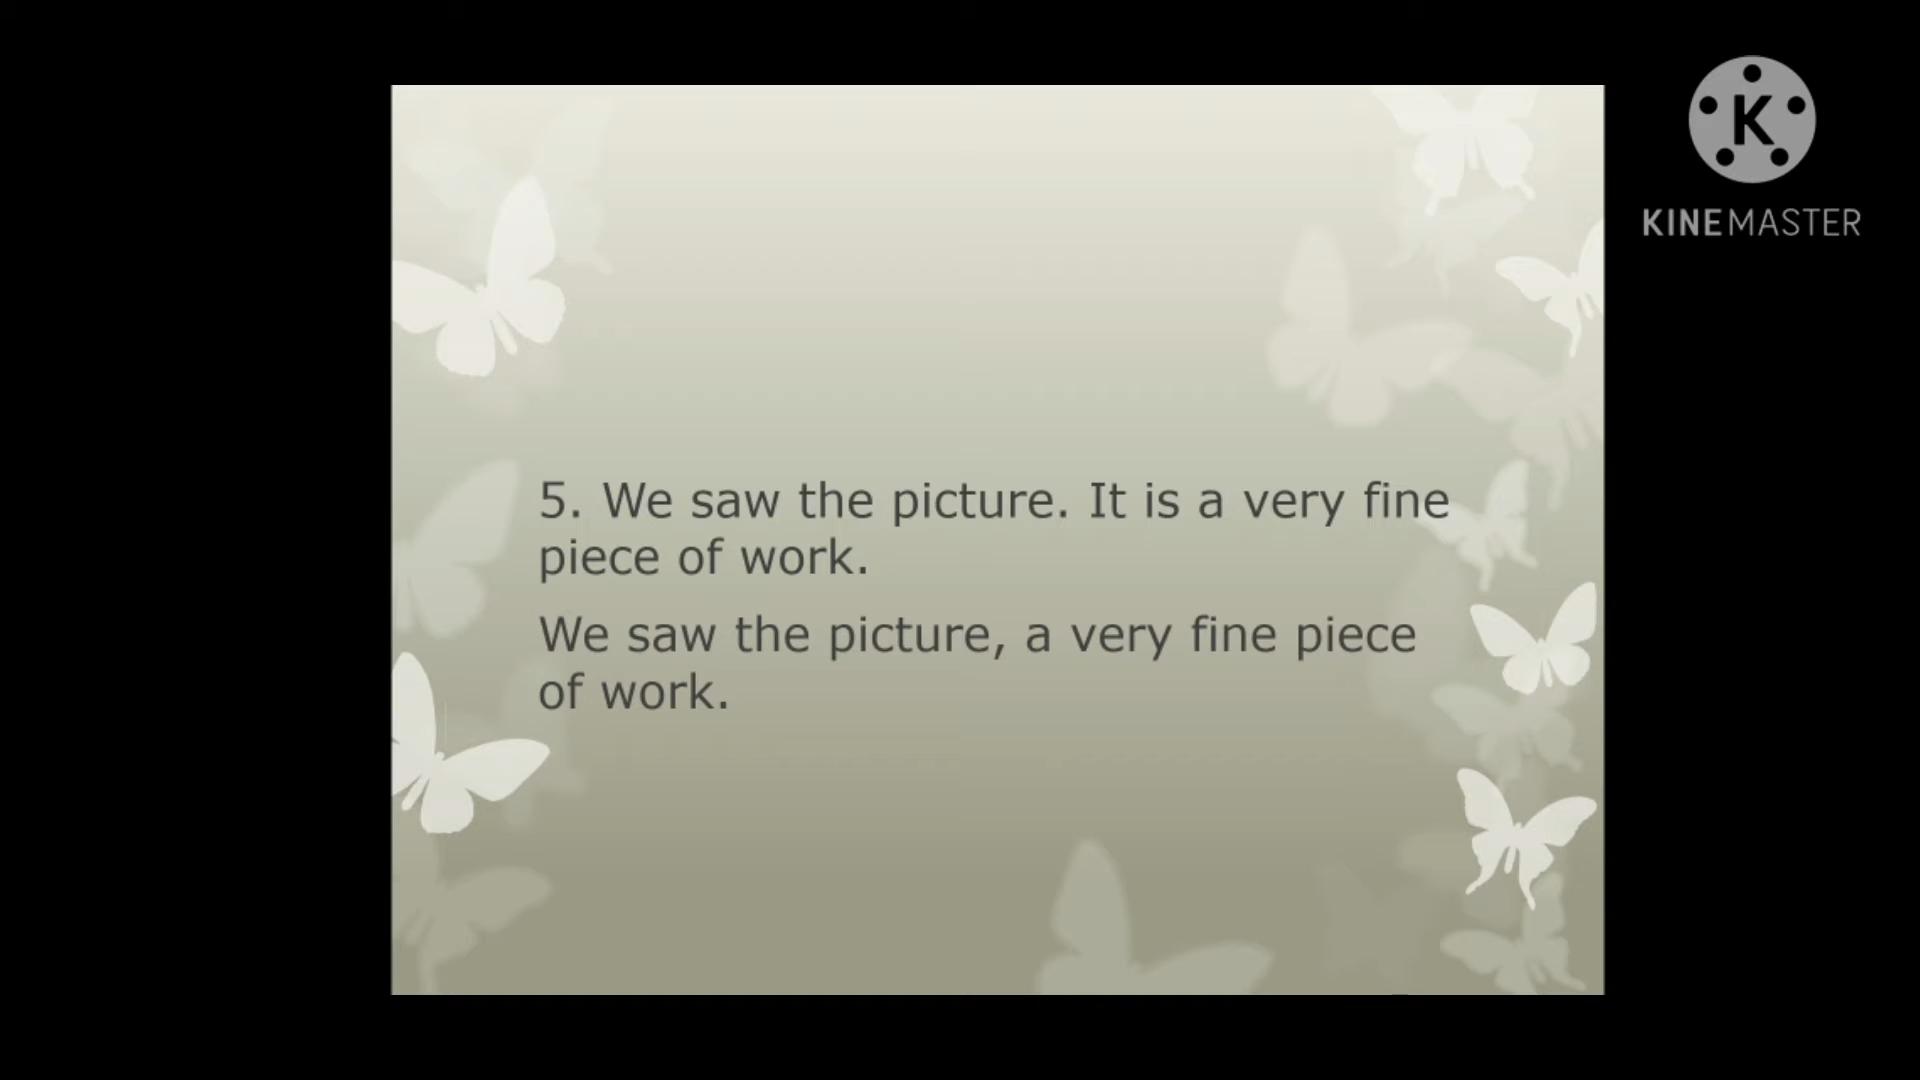 5. We saw the picture. It is a very fine
piece of work.
We saw the picture, a very fine piece
of work.
K
KINEMASTER